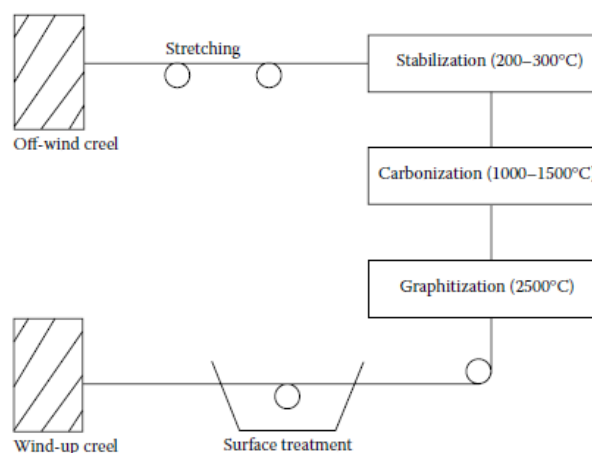 Stretching
Stabilization (200–300°C)
Off-wind creel
Carbonization (1000–1500°C)
Graphitization (2500°C)
Wind-up creel
Surface treatment